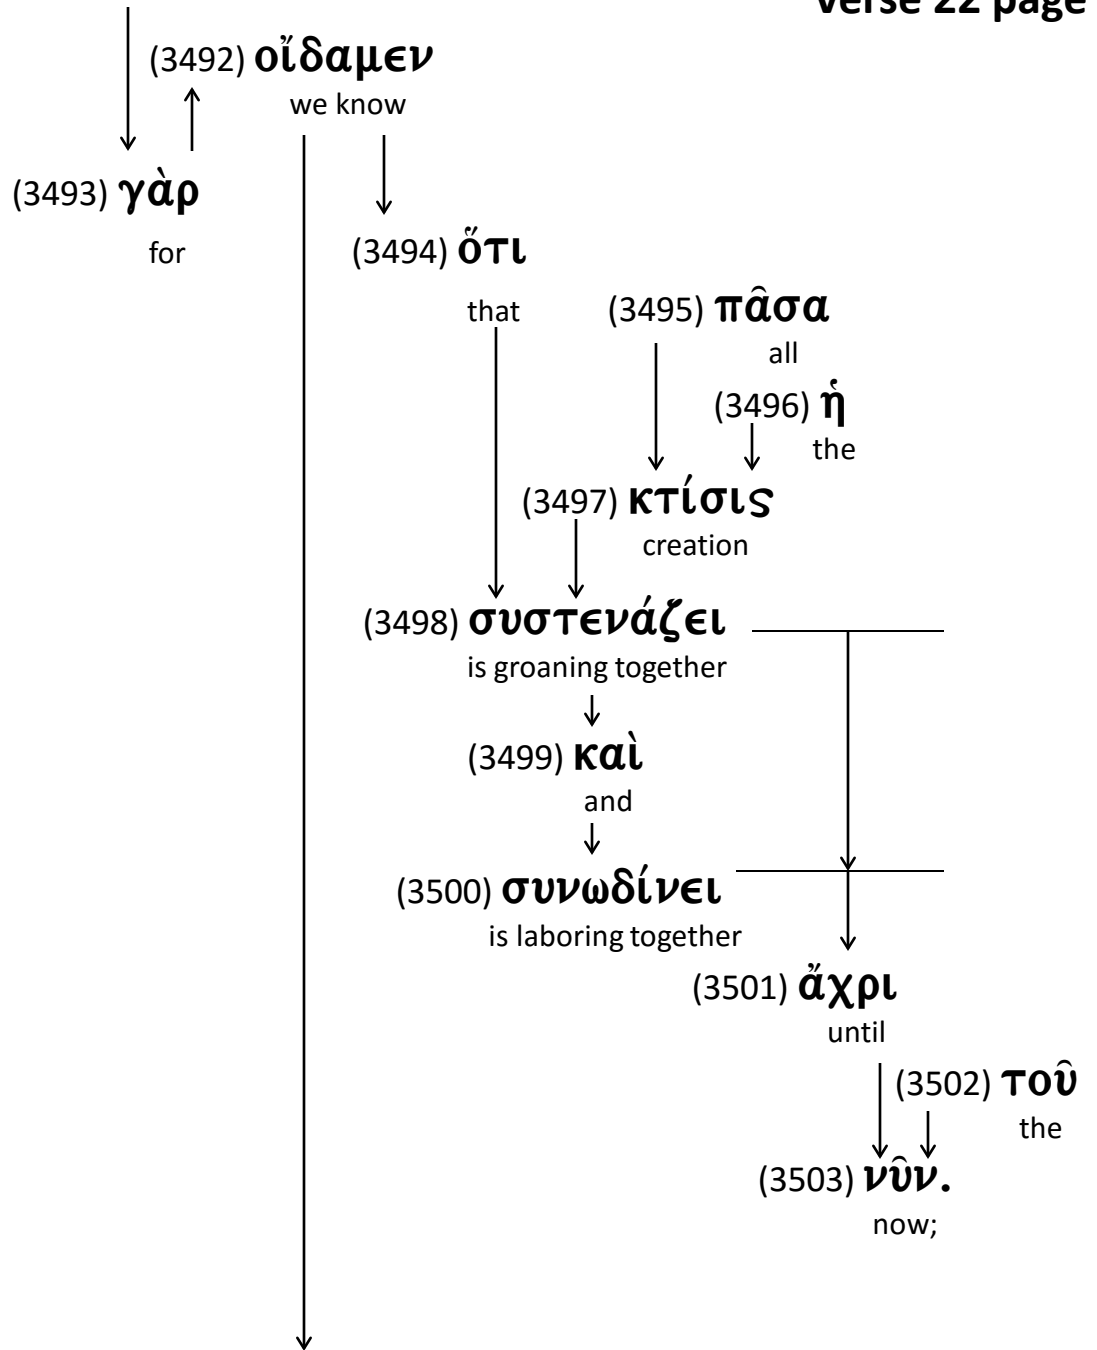 verse 22 page
(3492) οἴδαμεν
we know
(3493) γὰρ
for
(3494) ὅτι
that
(3495) πᾶσα
all
(3496) ἡ
the
(3497) κτίσις
creation
(3498) συστενάζει
is groaning together
(3499) καὶ
and
(3500) συνωδίνει
is laboring together
(3501) ἄχρι
until
(3502) τοῦ
the
(3503) νῦν.
now;